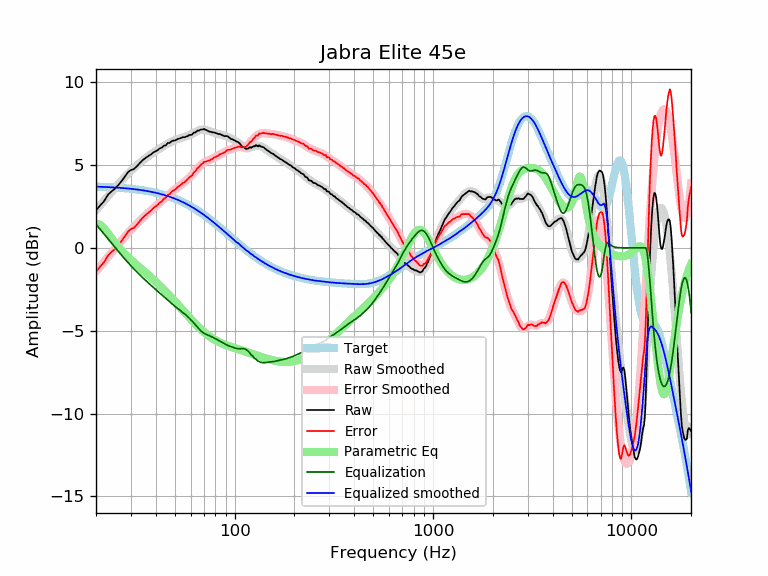 Jabra Elite 45e
Amplitude (dBr)
10
5
0
−5
−10
−15
Target
Raw Smoothed
Error Smoothed
Raw
Error
Parametric Eq
Equalization
Equalized smoothed
100
1000
10000
Frequency (Hz)